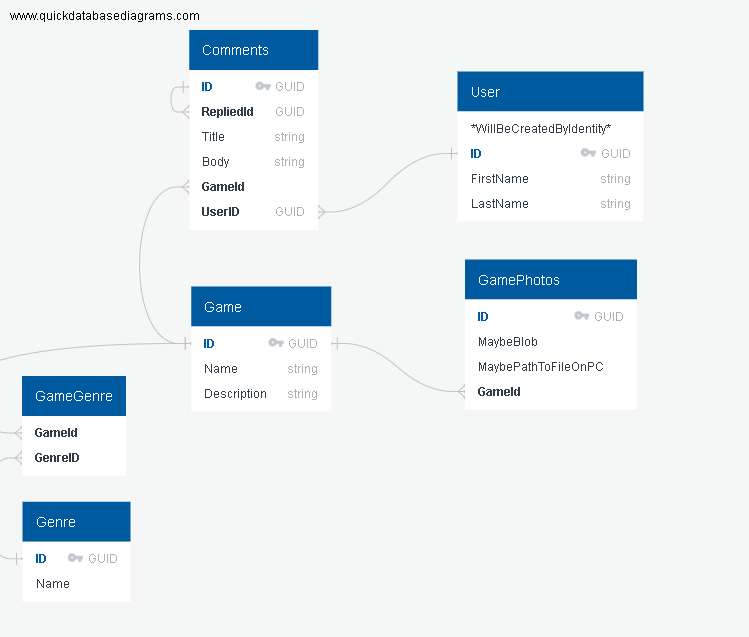 www.quickdatabasediagrams.com
Comments
ID GUID
RepliedId GUID
Title string
Body string
GameId
UserID GUID
User
*WillBeCreatedByIdentity*
ID GUID
FirstName string
LastName string
Game
ID GUID
Name string
Description string
GamePhotos
ID GUID
MaybeBlob
MaybePathToFileOnPC
GameId
GameGenre
GameId
GenreID
Genre
ID GUID
Name